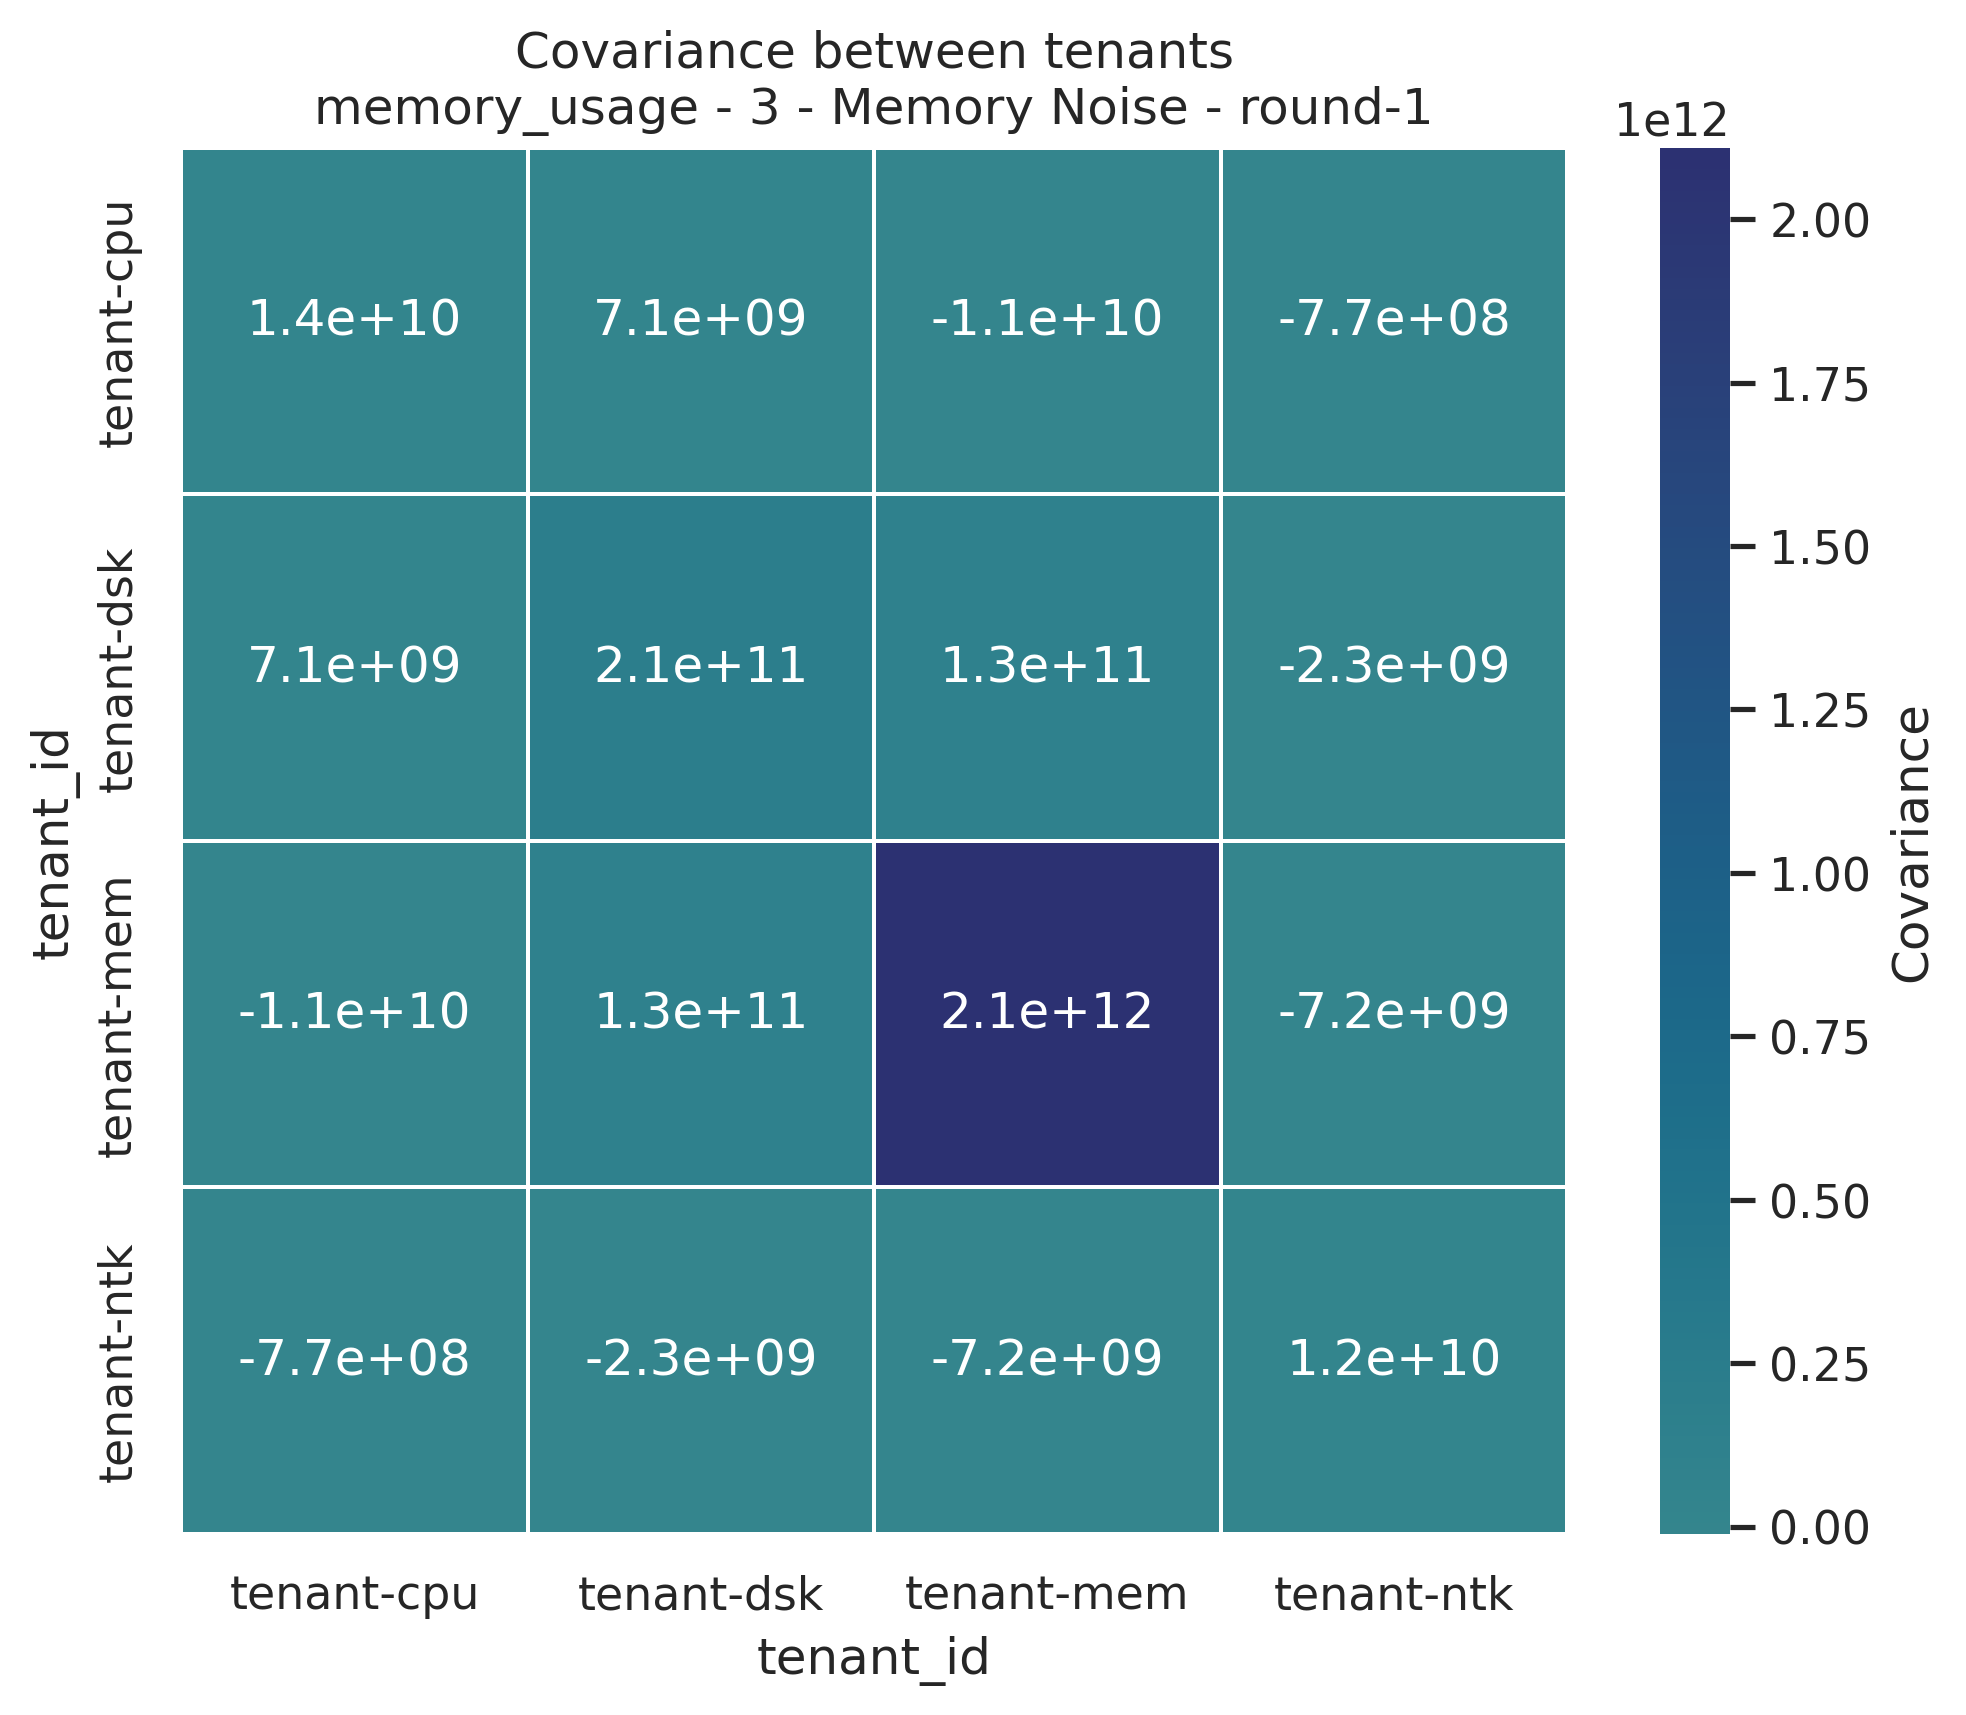 Covariance between tenants
memory_usage - 3 - Memory Noise - round-1
1e12
tenant-cpu
1.4e+10 7.1e+09 -1.1e+10 -7.7e+08
tenant-dsk
7.1e+09 2.1e+11 1.3e+11 -2.3e+09
tenant-mem
-1.1e+10 1.3e+11 2.1e+12 -7.2e+09
tenant-ntk
-7.7e+08 -2.3e+09 -7.2e+09 1.2e+10
tenant_id
tenant-cpu tenant-dsk tenant-mem tenant-ntk
tenant_id
2.00
1.75
1.50
1.25
1.00
0.75
0.50
0.25
0.00
Covariance